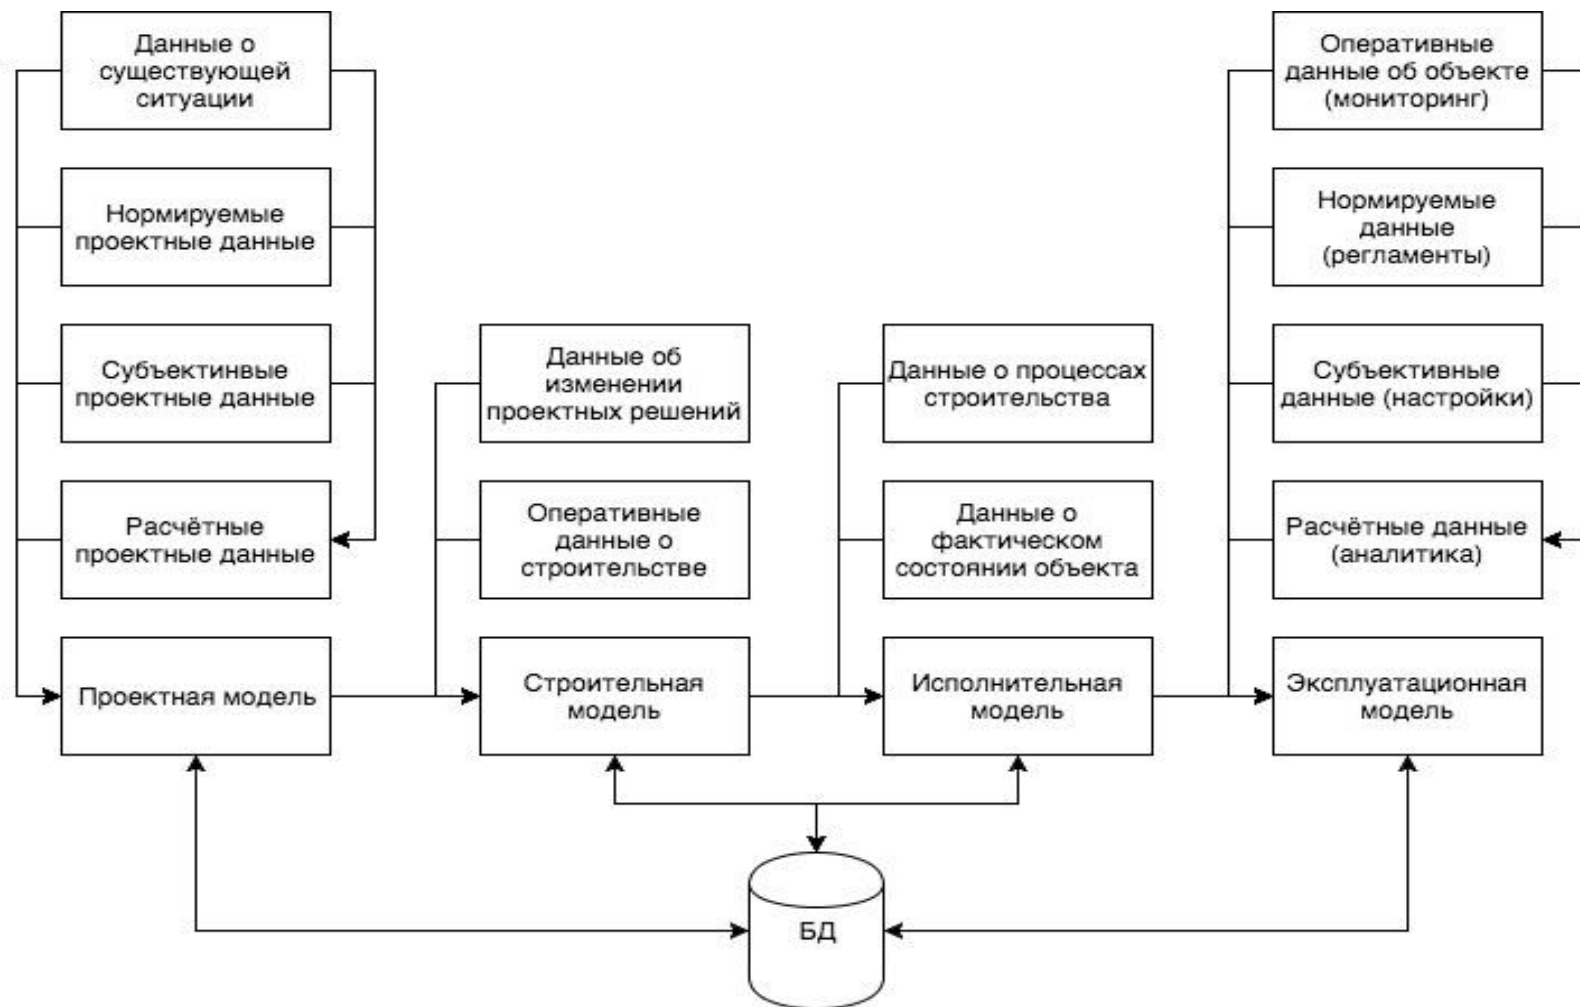 Данные о
существующей
ситуации
Нормируемые
проектные данные
Субъектинвые
проектные данные
Расчётные
проектные данные
Проектная модель
Данные об
изменении
проектных решений
Оперативные
данные о
строительстве
Строительная
модель
Данные о процессах
строительства
Данные о
фактическом
состоянии объекта
Исполнительная
модель
Оперативные
данные об объекте
(мониторинг)
Нормируемые
данные
(регламенты)
Субъективные
данные (настройки)
Расчётные данные
(аналитика)
Эксплуатационная
модель
БД